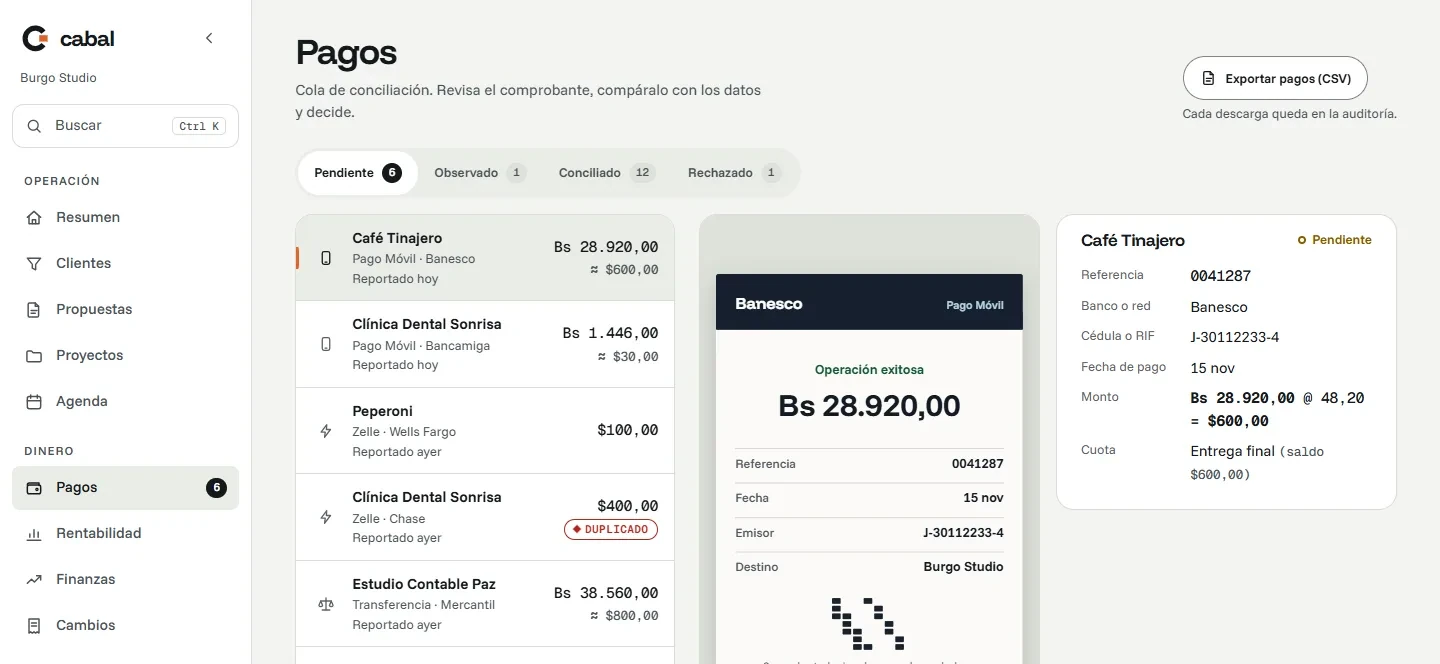 cabal
Burgo Studio
Buscar
Ctrl K
OPERACIÓN
Resumen
Clientes
Propuestas
Proyectos
Agenda
DINERO
Pagos 6
Rentabilidad
Finanzas
Cambios
Pagos
Cola de conciliación. Revisa el comprobante, compáralo con los datos
y decide.
Exportar pagos (CSV)
Cada descarga queda en la auditoría.
Pendiente 6 Observado 1 Conciliado 12 Rechazado 1
Café Tinajero
Pago Móvil · Banesco
Reportado hoy
Bs 28.920,00
≈ $600,00
Clínica Dental Sonrisa
Pago Móvil · Bancamiga
Reportado hoy
Bs 1.446,00
≈ $30,00
Peperoni
Zelle · Wells Fargo
Reportado ayer
$100,00
Clínica Dental Sonrisa
Zelle · Chase
Reportado ayer
$400,00
DUPLICADO
Estudio Contable Paz
Transferencia · Mercantil
Reportado ayer
Bs 38.560,00
≈ $800,00
Banesco Pago Móvil
Operación exitosa
Bs 28.920,00
Referencia 0041287
Fecha 15 nov
Emisor J-30112233-4
Destino Burgo Studio
Café Tinajero Pendiente
Referencia 0041287
Banco o red Banesco
Cédula o RIF J-30112233-4
Fecha de pago 15 nov
Monto Bs 28.920,00 @ 48,20
= $600,00
Cuota Entrega final (saldo
$600,00)